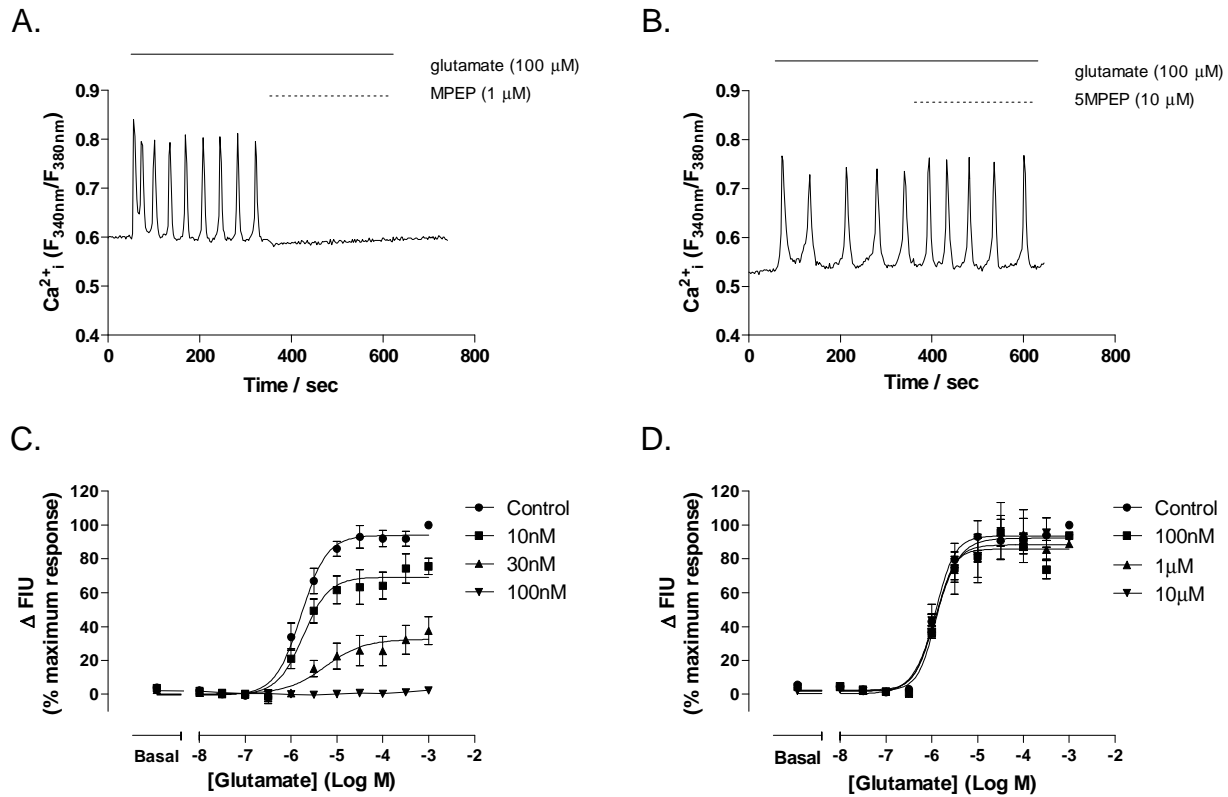 A.
glutamate (100 μM)
MPEP (1 μM)
Ca²⁺ᵢ (F₃₄₀ₙₘ/F₃₈₀ₙₘ)
0.9
0.8
0.7
0.6
0.5
0.4
0 200 400 600 800
Time / sec
B.
glutamate (100 μM)
5MPEP (10 μM)
Ca²⁺ᵢ (F₃₄₀ₙₘ/F₃₈₀ₙₘ)
0.9
0.8
0.7
0.6
0.5
0.4
0 200 400 600 800
Time / sec
C.
Δ FIU
(% maximum response)
120
100
80
60
40
20
0
Control
10nM
30nM
100nM
Basal -8 -7 -6 -5 -4 -3 -2
[Glutamate] (Log M)
D.
Δ FIU
(% maximum response)
120
100
80
60
40
20
0
Control
100nM
1μM
10μM
Basal -8 -7 -6 -5 -4 -3 -2
[Glutamate] (Log M)